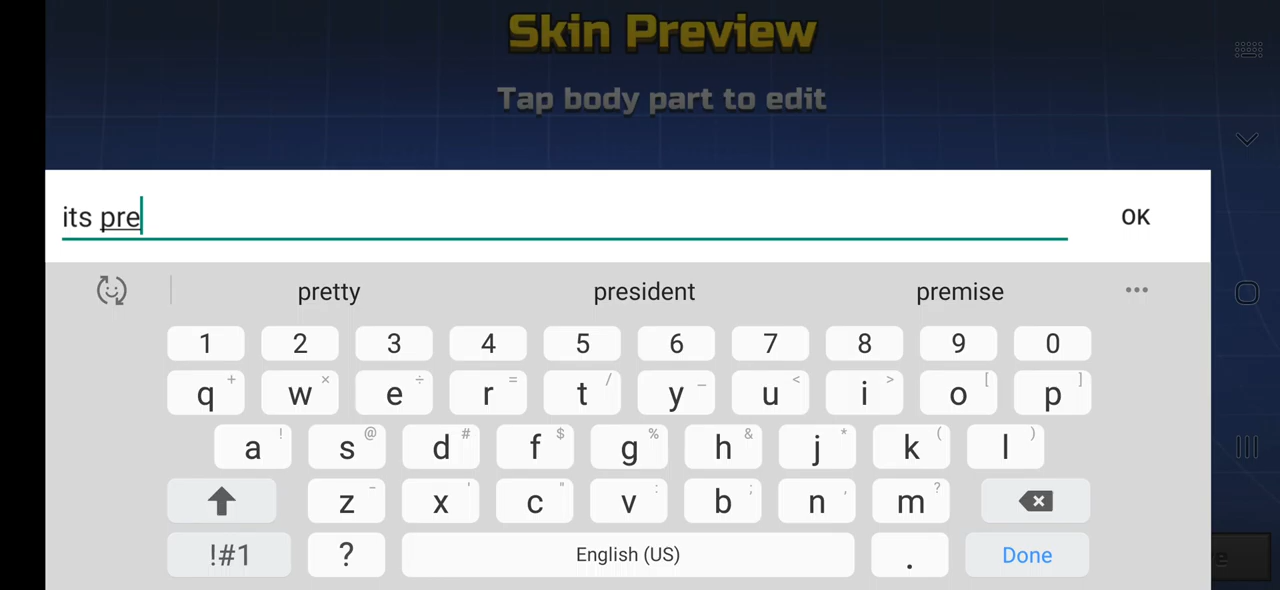 Skin Preview
Tap body part to edit
its pre
OK
pretty president premise
1 2 3 4 5 6 7 8 9 0
q + w × e ÷ r = t / y _ u < i > o [ p ]
a ! s @ d # f $ g % h & j * k ( l )
z - x ' c " v : b ; n , m ?
!#1 ? English (US) . Done
e